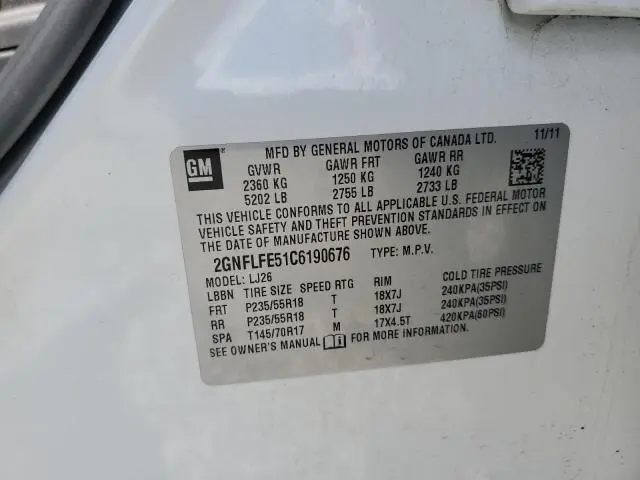 GM
MFD BY GENERAL MOTORS OF CANADA LTD. 11/11
GVWR GAWR FRT GAWR RR
2360 KG 1250 KG 1240 KG
5202 LB 2755 LB 2733 LB
THIS VEHICLE CONFORMS TO ALL APPLICABLE U.S. FEDERAL MOTOR
VEHICLE SAFETY AND THEFT PREVENTION STANDARDS IN EFFECT ON
THE DATE OF MANUFACTURE SHOWN ABOVE.
2GNFLFE51C6190676 TYPE: M.P.V.
MODEL: LJ26
LBBN TIRE SIZE SPEED RTG RIM COLD TIRE PRESSURE
FRT P235/55R18 T 18X7J 240KPA(35PSI)
RR P235/55R18 T 18X7J 240KPA(35PSI)
SPA T145/70R17 M 17X4.5T 420KPA(60PSI)
SEE OWNER'S MANUAL FOR MORE INFORMATION.